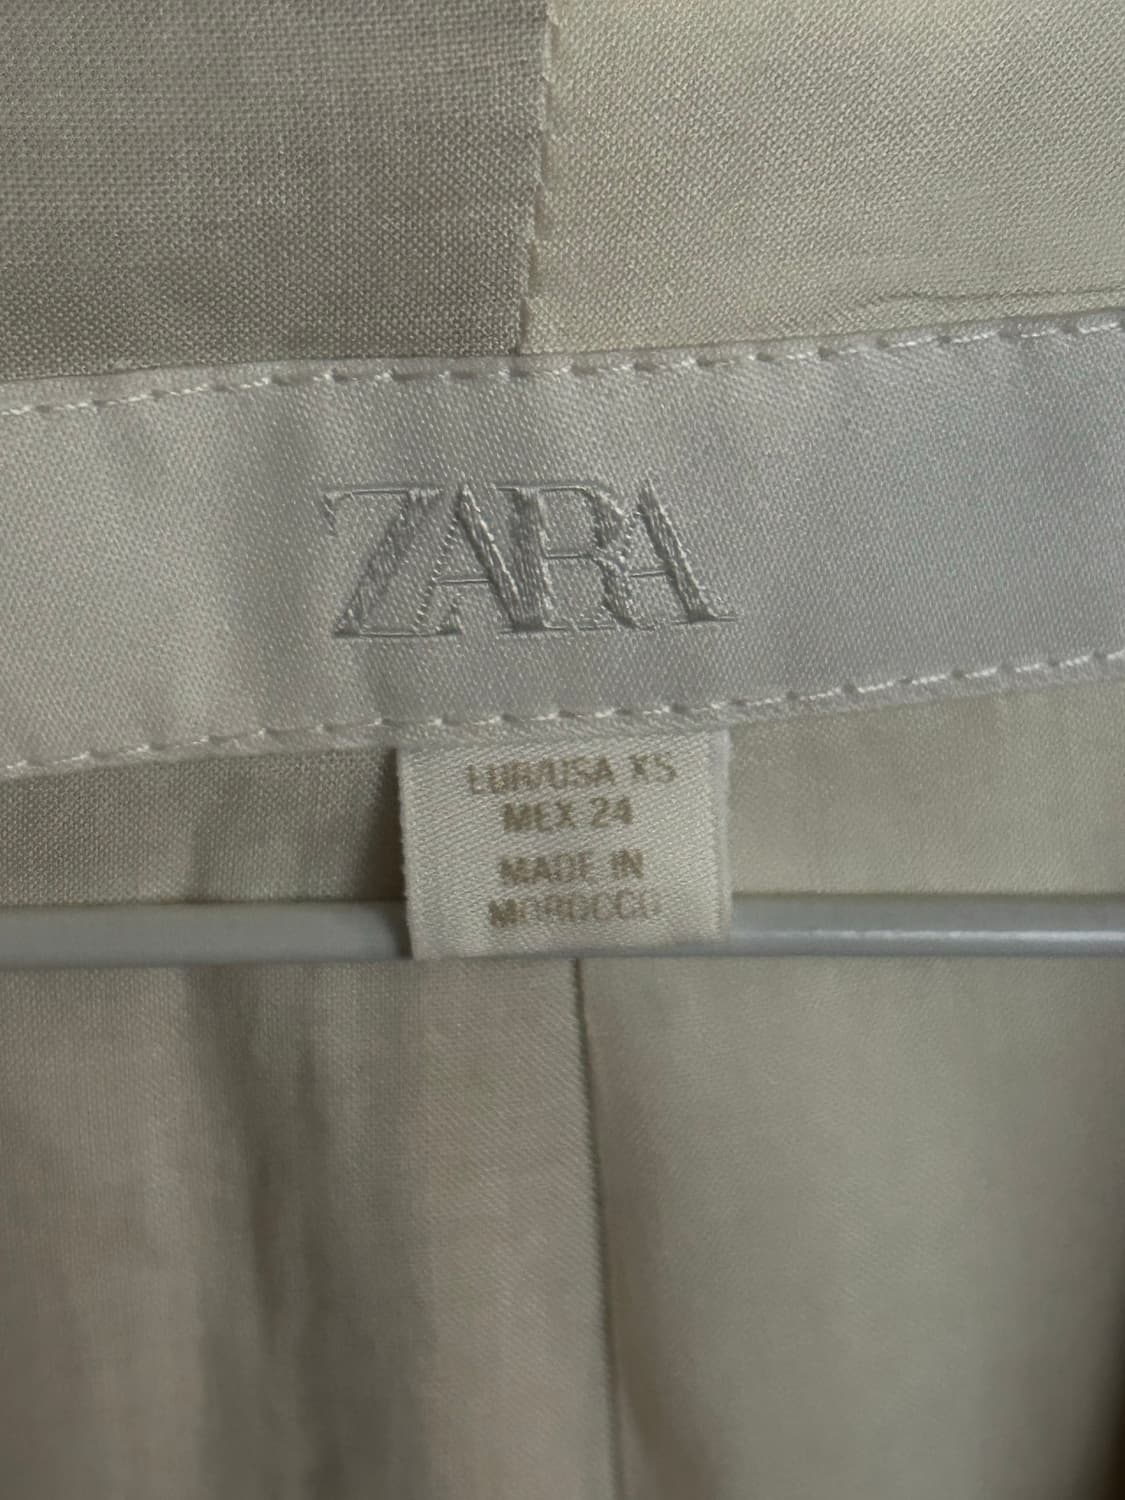 ZARA
EUR/USA XS
MEX 24
MADE IN
MOROCCO